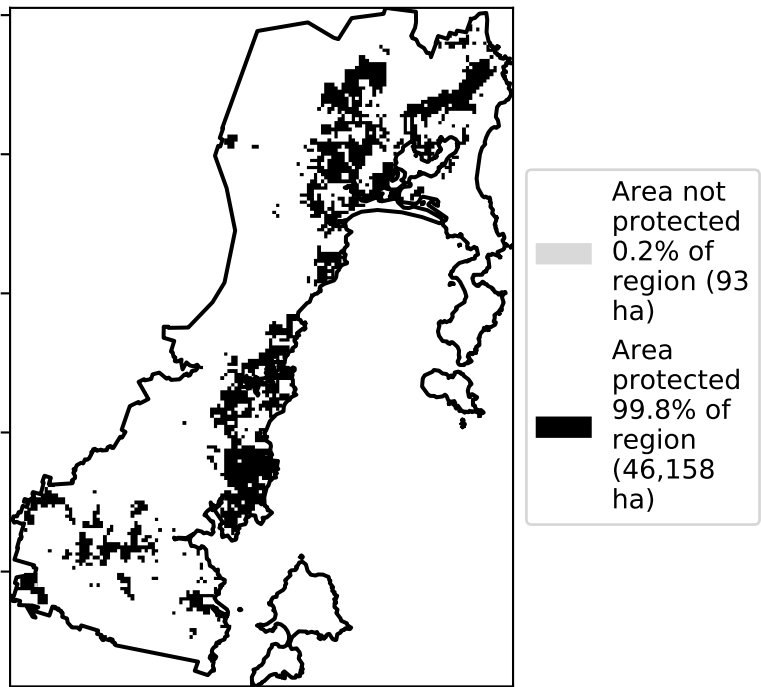 Area not
protected
0.2% of
region (93
ha)
Area
protected
99.8% of
region
(46,158
ha)